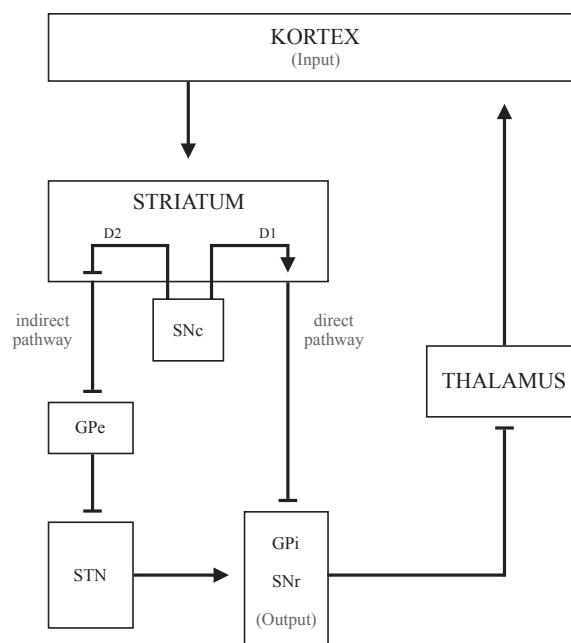 KORTEX
(Input)
STRIATUM
D2
D1
SNc
indirect
pathway
direct
pathway
THALAMUS
GPe
GPi
STN
SNr
(Output)